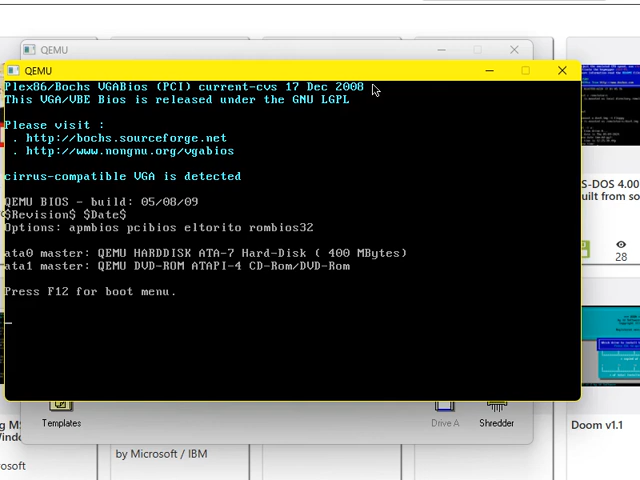 QEMU
QEMU
Plex86/Bochs VGABios (PCI) current-cvs 17 Dec 2008
This VGA/VBE Bios is released under the GNU LGPL
Please visit :
. http://bochs.sourceforge.net
. http://www.nongnu.org/vgabios
cirrus-compatible VGA is detected
QEMU BIOS - build: 05/08/09
$Revision$ $Date$
Options: apmbios pcibios eltorito rombios32
ata0 master: QEMU HARDDISK ATA-7 Hard-Disk ( 400 MBytes)
ata1 master: QEMU DVD-ROM ATAPI-4 CD-Rom/DVD-Rom
Press F12 for boot menu.
S-DOS 4.00
uilt from so
28
Templates
Drive A
Shredder
Doom v1.1
by Microsoft / IBM
osoft